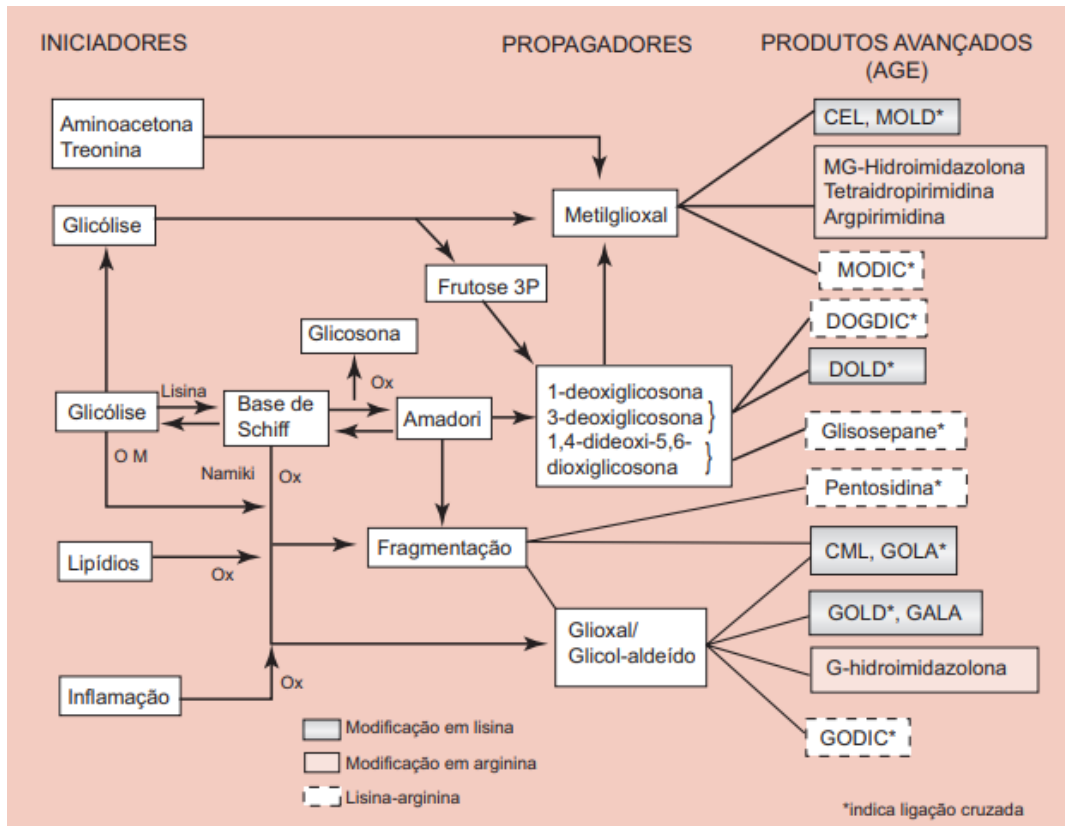 INICIADORES
PROPAGADORES
PRODUTOS AVANÇADOS
(AGE)
Aminoacetona
Treonina
CEL, MOLD*
MG-Hidroimidazolona
Tetraidropirimidina
Argpirimidina
Glicólise
Metilglioxal
MODIC*
Frutose 3P
DOGDIC*
Glicosona
DOLD*
Ox
Lisina
Glicólise
Base de
Schiff
Amadori
1-deoxiglicosona
3-deoxiglicosona }
1,4-dideoxi-5,6-
dioxiglicosona }
Glisosepane*
O M
Namiki
Ox
Pentosidina*
Fragmentação
CML, GOLA*
Lipídios
Ox
GOLD*, GALA
Glioxal/
Glicol-aldeído
G-hidroimidazolona
Inflamação
Ox
GODIC*
Modificação em lisina
Modificação em arginina
Lisina-arginina
*indica ligação cruzada